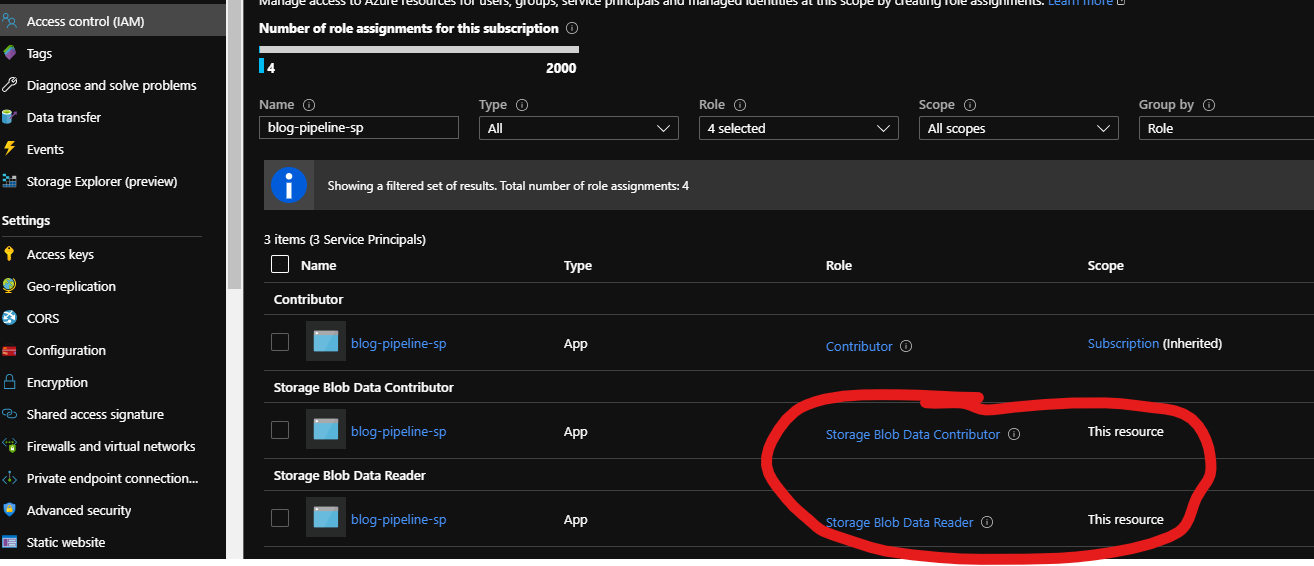 Manage access to Azure resources for users, groups, service principals and managed identities at this scope by creating role assignments. Learn more
Access control (IAM)
Tags
Diagnose and solve problems
Data transfer
Events
Storage Explorer (preview)
Settings
Access keys
Geo-replication
CORS
Configuration
Encryption
Shared access signature
Firewalls and virtual networks
Private endpoint connection...
Advanced security
Static website
Number of role assignments for this subscription
4 2000
Name Type Role Scope Group by
blog-pipeline-sp All 4 selected All scopes Role
Showing a filtered set of results. Total number of role assignments: 4
3 items (3 Service Principals)
Name Type Role Scope
Contributor
blog-pipeline-sp App Contributor Subscription (Inherited)
Storage Blob Data Contributor
blog-pipeline-sp App Storage Blob Data Contributor This resource
Storage Blob Data Reader
blog-pipeline-sp App Storage Blob Data Reader This resource